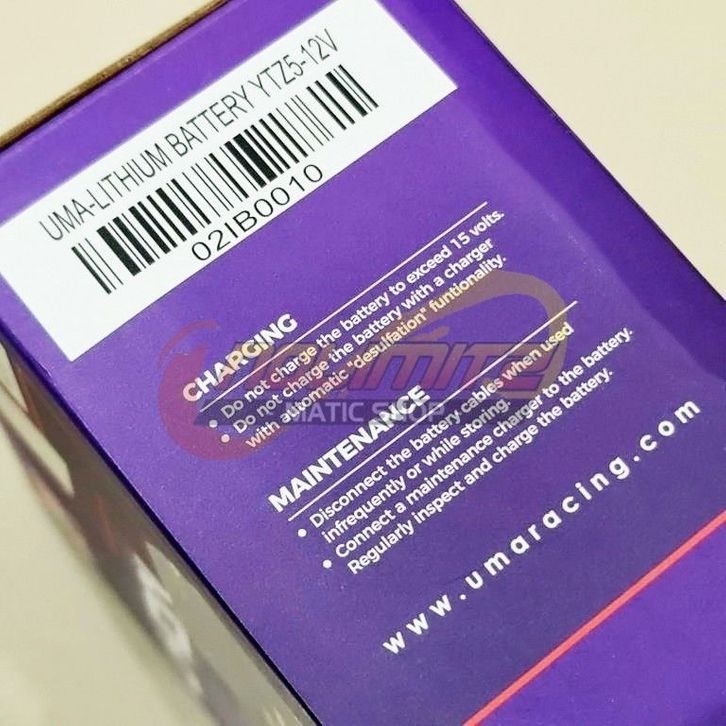 UMA-LITHIUM BATTERY YTZ5-12V
02IB0010
CHARGING
• Do not charge the battery to exceed 15 volts.
• Do not charge the battery with a charger
with automatic "desulfation" funtionality.
MAINTENANCE
• Disconnect the battery cables when used
infrequently or while storing.
• Connect a maintenance charger to the battery.
• Regularly inspect and charge the battery.
www.umaracing.com
MATIC SHOP